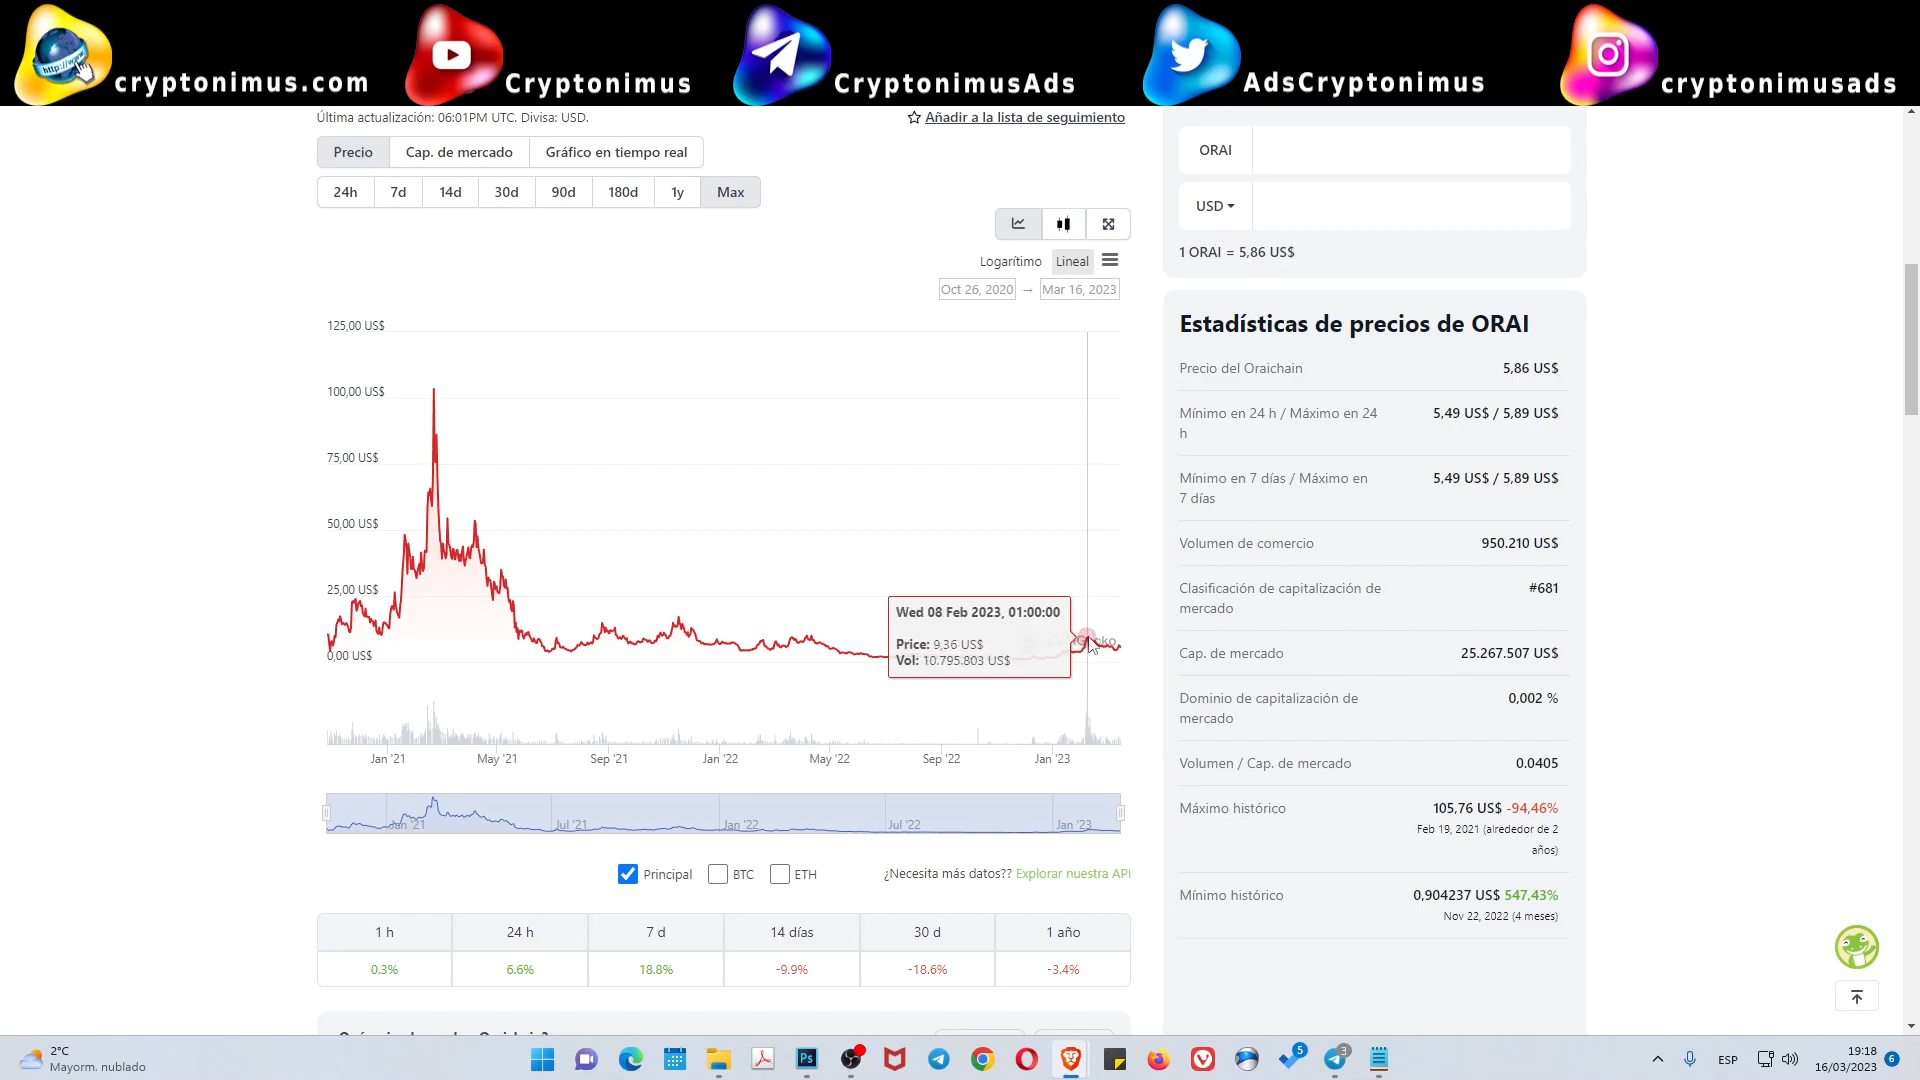 cryptonimus.com
Cryptonimus
CryptonimusAds
AdsCryptonimus
cryptonimusads
http://www
Última actualización: 06:01PM UTC. Divisa: USD.
Añadir a la lista de seguimiento
Precio
Cap. de mercado
Gráfico en tiempo real
24h
7d
14d
30d
90d
180d
1y
Max
Logarítimo
Lineal
Oct 26, 2020 → Mar 16, 2023
125,00 US$
100,00 US$
75,00 US$
50,00 US$
25,00 US$
0,00 US$
Wed 08 Feb 2023, 01:00:00
Price: 9,36 US$
Vol: 10.795.803 US$
Jan '21
May '21
Sep '21
Jan '22
May '22
Sep '22
Jan '23
Jan '21
Jul '21
Jan '22
Jul '22
Jan '23
Principal
BTC
ETH
¿Necesita más datos?? Explorar nuestra API
1 h
24 h
7 d
14 días
30 d
1 año
0.3%
6.6%
18.8%
-9.9%
-18.6%
-3.4%
ORAI
USD
1 ORAI = 5,86 US$
Estadísticas de precios de ORAI
Precio del Oraichain
5,86 US$
Mínimo en 24 h / Máximo en 24
h
5,49 US$ / 5,89 US$
Mínimo en 7 días / Máximo en
7 días
5,49 US$ / 5,89 US$
Volumen de comercio
950.210 US$
Clasificación de capitalización de
mercado
#681
Cap. de mercado
25.267.507 US$
Dominio de capitalización de
mercado
0,002 %
Volumen / Cap. de mercado
0.0405
Máximo histórico
105,76 US$ -94,46%
Feb 19, 2021 (alrededor de 2
años)
Mínimo histórico
0,904237 US$ 547,43%
Nov 22, 2022 (4 meses)
2°C
Mayorm. nublado
Ps
5
3
ESP
19:18
16/03/2023
6